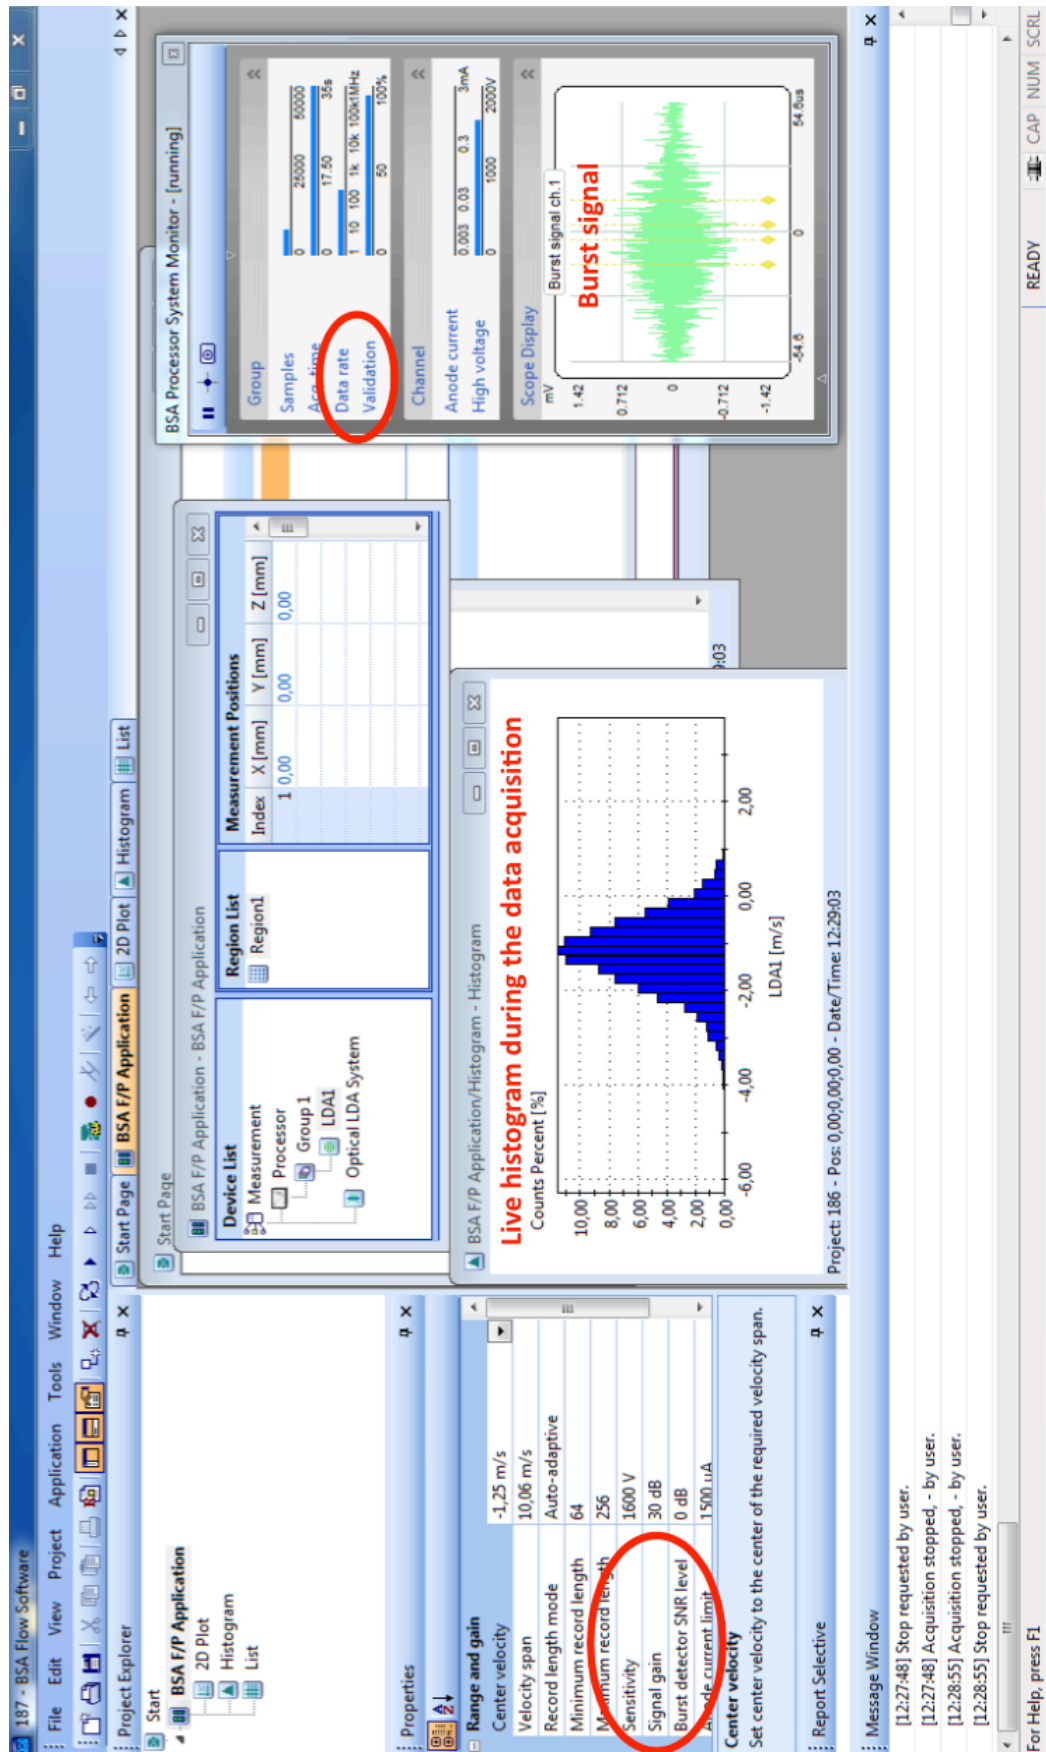 187 - BSA Flow Software
File Edit View Project Application Tools Window Help
Project Explorer
Start
BSA F/P Application
2D Plot
Histogram
List
Properties
Range and gain
Center velocity -1,25 m/s
Velocity span 10,06 m/s
Record length mode Auto-adaptive
Minimum record length 64
Maximum record length 256
Sensitivity 1600 V
Signal gain 30 dB
Burst detector SNR level 0 dB
Anode current limit 1500 uA
Center velocity
Set center velocity to the center of the required velocity span.
Report Selective
Start Page BSA F/P Application 2D Plot Histogram List
Start Page
BSA F/P Application - BSA F/P Application
Device List
Measurement
Processor
Group 1
LDA1
Optical LDA System
Region List
Region1
Measurement Positions
Index X [mm] Y [mm] Z [mm]
1 0,00 0,00 0,00
BSA F/P Application/Histogram - Histogram
Live histogram during the data acquisition
Counts Percent [%]
10,00
8,00
6,00
4,00
2,00
0,00
-6,00 -4,00 -2,00 0,00 2,00
LDA1 [m/s]
Project: 186 - Pos: 0,00;0,00;0,00 - Date/Time: 12:29:03
9:03
BSA Processor System Monitor - [running]
Group
Samples 0 25000 50000
Acq. time 0 17.50 35s
Data rate 1 10 100 1k 10k 100k1MHz
Validation 0 50 100%
Channel
Anode current 0.003 0.03 0.3 3mA
High voltage 0 1000 2000V
Scope Display
mV
Burst signal ch.1
Burst signal
1.42
0.712
0
-0.712
-1.42
-54.6 0 54.6us
Message Window
[12:27:48] Stop requested by user.
[12:27:48] Acquisition stopped, - by user.
[12:28:55] Acquisition stopped, - by user.
[12:28:55] Stop requested by user.
For Help, press F1
READY CAP NUM SCRL